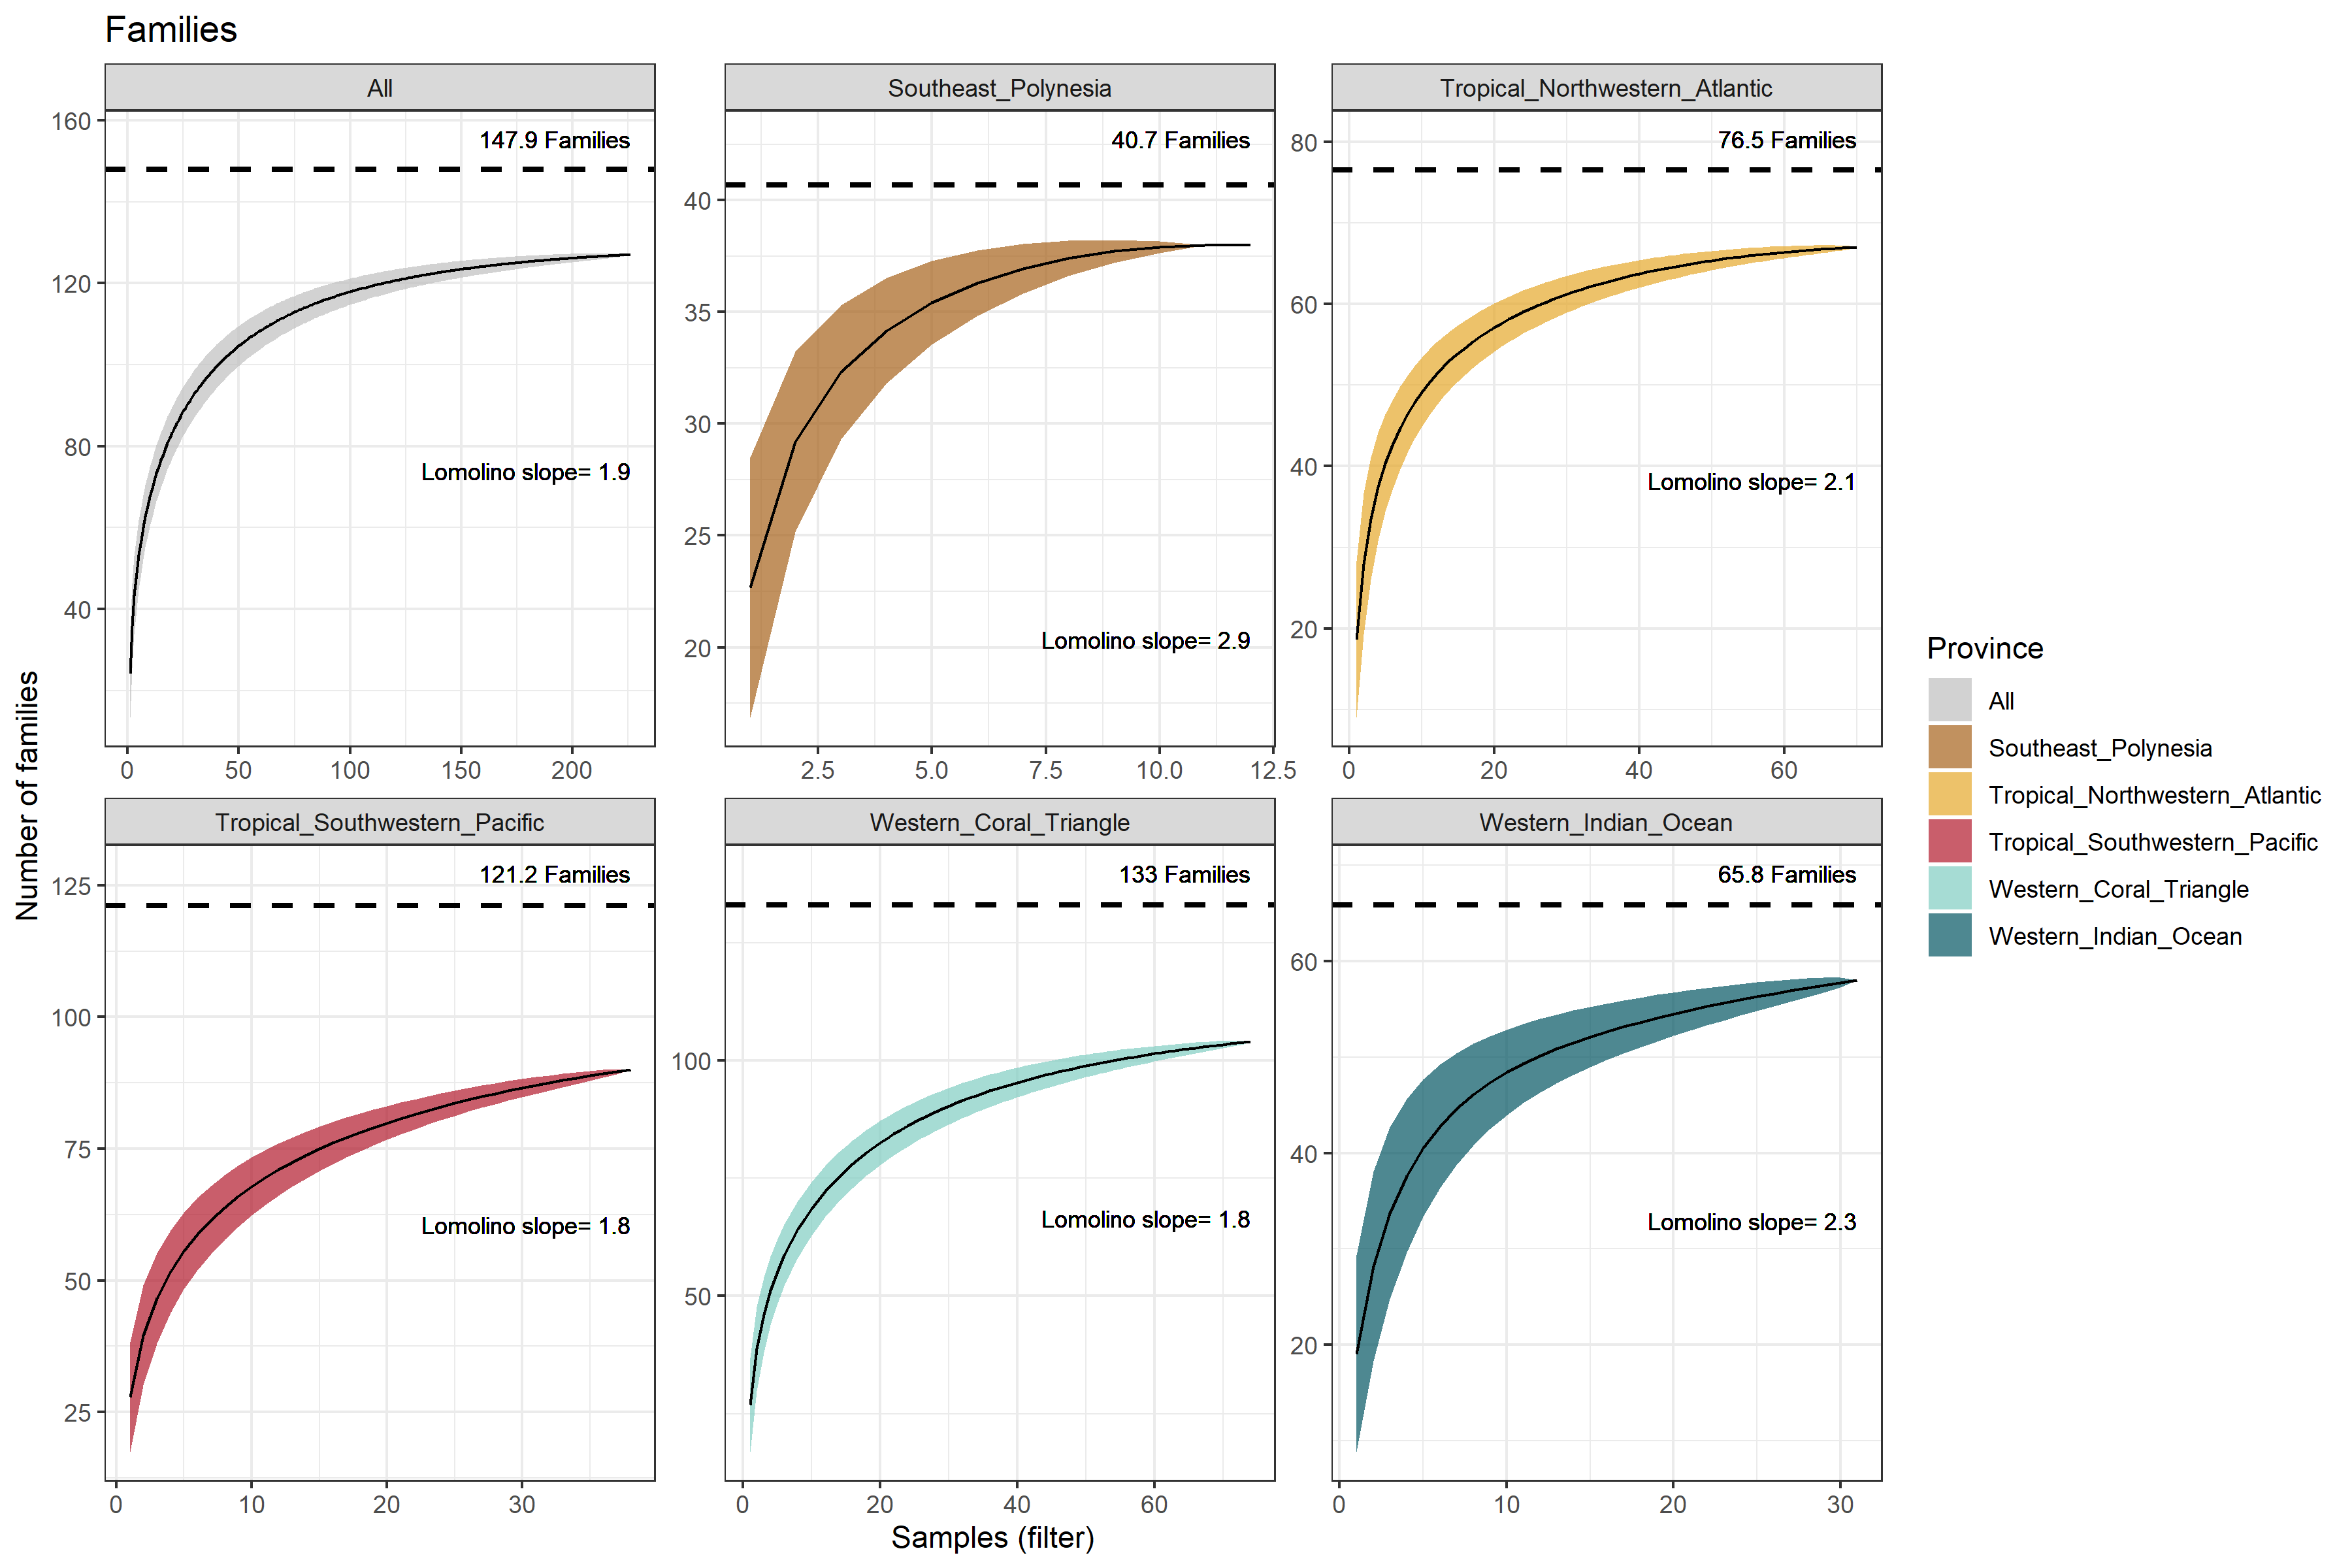 Families
All
Southeast_Polynesia
Tropical_Northwestern_Atlantic
160
120
80
40
147.9 Families
Lomolino slope= 1.9
0 50 100 150 200
40
35
30
25
20
40.7 Families
Lomolino slope= 2.9
2.5 5.0 7.5 10.0 12.5
80
60
40
20
76.5 Families
Lomolino slope= 2.1
0 20 40 60
Tropical_Southwestern_Pacific
Western_Coral_Triangle
Western_Indian_Ocean
125
100
75
50
25
121.2 Families
Lomolino slope= 1.8
0 10 20 30
100
50
133 Families
Lomolino slope= 1.8
0 20 40 60
60
40
20
65.8 Families
Lomolino slope= 2.3
0 10 20 30
Number of families
Samples (filter)
Province
All
Southeast_Polynesia
Tropical_Northwestern_Atlantic
Tropical_Southwestern_Pacific
Western_Coral_Triangle
Western_Indian_Ocean